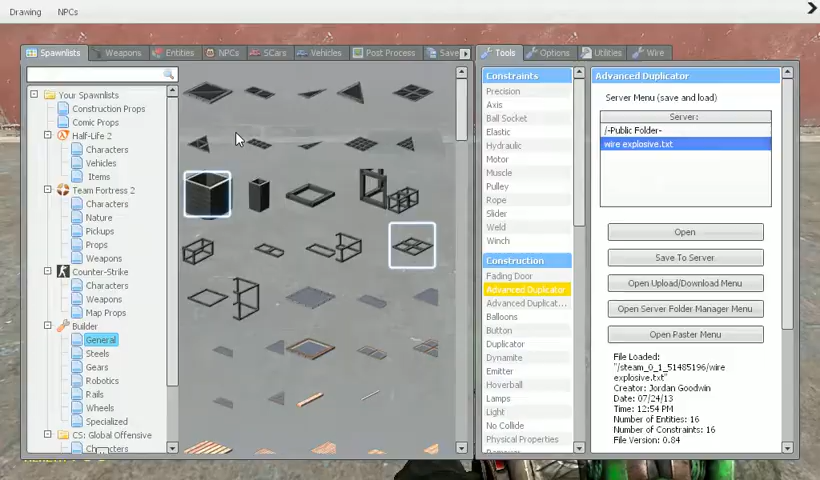 Drawing NPCs
Spawnlists Weapons Entities NPCs SCars Vehicles Post Process Save
Your Spawnlists
Construction Props
Comic Props
Half-Life 2
Characters
Vehicles
Items
Team Fortress 2
Characters
Nature
Pickups
Props
Weapons
Counter-Strike
Characters
Weapons
Map Props
Builder
General
Steels
Gears
Robotics
Rails
Wheels
Specialized
CS: Global Offensive
Characters
Tools Options Utilities Wire
Constraints
Precision
Axis
Ball Socket
Elastic
Hydraulic
Motor
Muscle
Pulley
Rope
Slider
Weld
Winch
Construction
Fading Door
Advanced Duplicator
Advanced Duplicat...
Balloons
Button
Duplicator
Dynamite
Emitter
Hoverball
Lamps
Light
No Collide
Physical Properties
Advanced Duplicator
Server Menu (save and load)
Server:
/-Public Folder-
wire explosive.txt
Open
Save To Server
Open Upload/Download Menu
Open Server Folder Manager Menu
Open Paster Menu
File Loaded:
"/steam_0_1_51485196/wire
explosive.txt"
Creator: Jordan Goodwin
Date: 07/24/13
Time: 12:54 PM
Number of Entities: 16
Number of Constraints: 16
File Version: 0.84